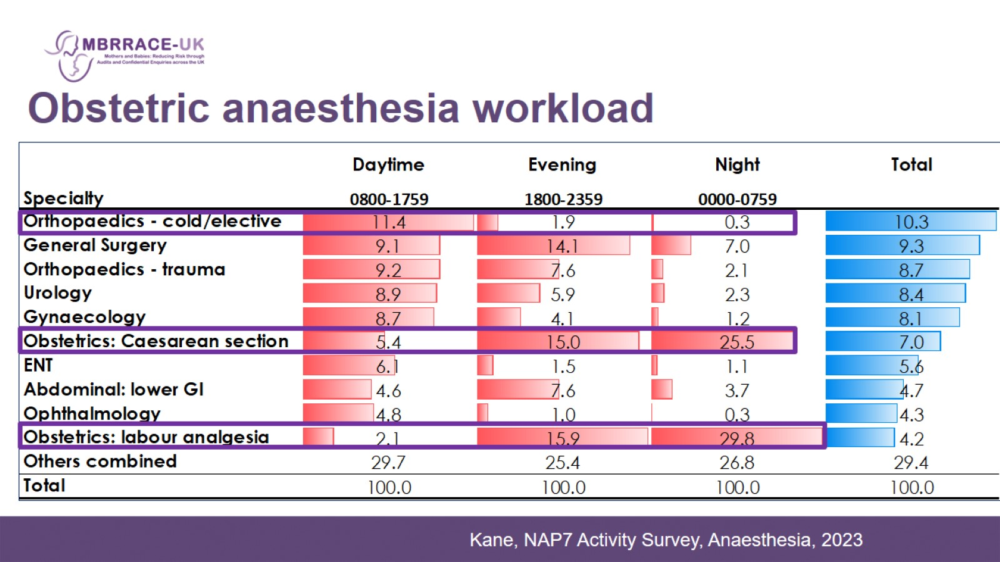 MBRRACE-UK
Mothers and Babies: Reducing Risk through
Audits and Confidential Enquiries across the UK
Obstetric anaesthesia workload
Daytime Evening Night Total
Specialty 0800-1759 1800-2359 0000-0759
Orthopaedics - cold/elective 11.4 1.9 0.3 10.3
General Surgery 9.1 14.1 7.0 9.3
Orthopaedics - trauma 9.2 7.6 2.1 8.7
Urology 8.9 5.9 2.3 8.4
Gynaecology 8.7 4.1 1.2 8.1
Obstetrics: Caesarean section 5.4 15.0 25.5 7.0
ENT 6.1 1.5 1.1 5.6
Abdominal: lower GI 4.6 7.6 3.7 4.7
Ophthalmology 4.8 1.0 0.3 4.3
Obstetrics: labour analgesia 2.1 15.9 29.8 4.2
Others combined 29.7 25.4 26.8 29.4
Total 100.0 100.0 100.0 100.0
Kane, NAP7 Activity Survey, Anaesthesia, 2023